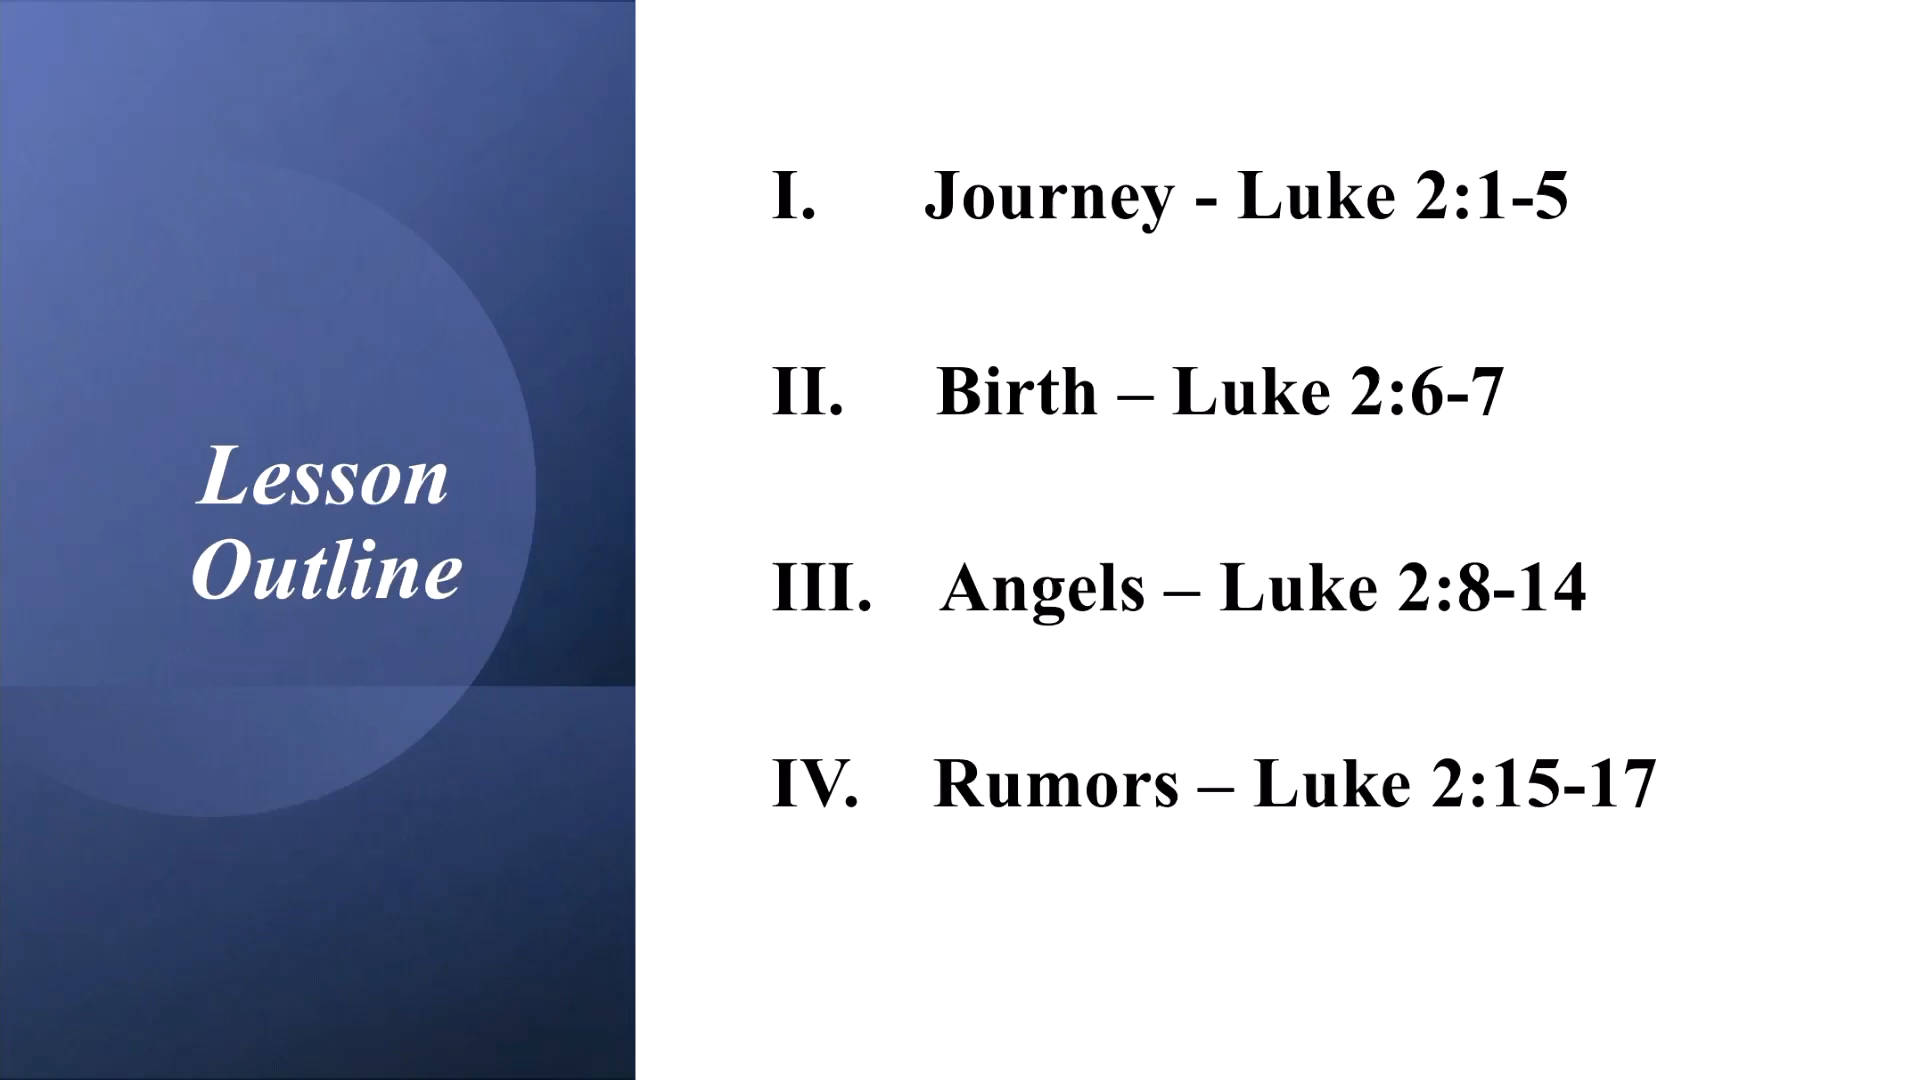 Lesson
Outline
I. Journey - Luke 2:1-5
II. Birth – Luke 2:6-7
III. Angels – Luke 2:8-14
IV. Rumors – Luke 2:15-17